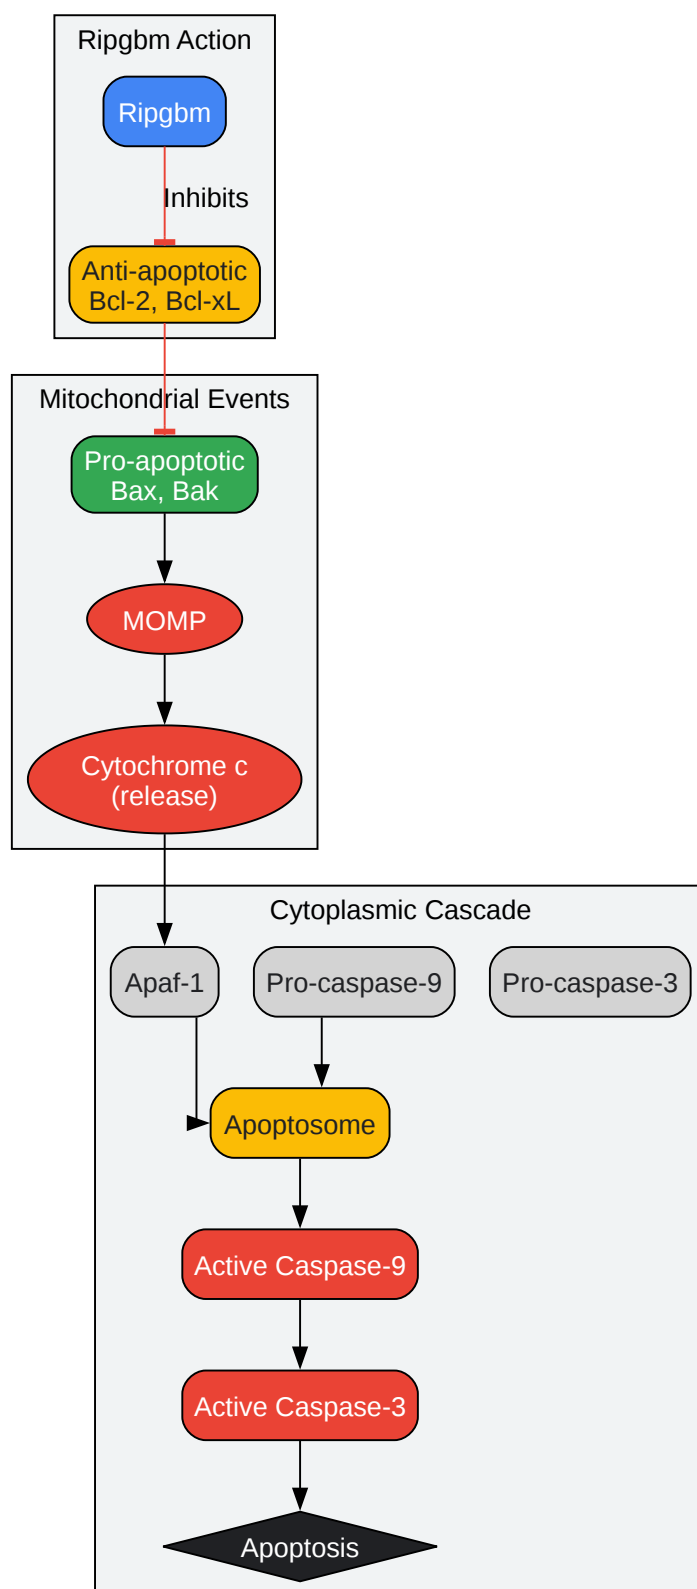 Ripgbm Action
Ripgbm
Inhibits
Anti-apoptotic
Bcl-2, Bcl-xL
Mitochondrial Events
Pro-apoptotic
Bax, Bak
MOMP
Cytochrome c
(release)
Cytoplasmic Cascade
Apaf-1
Pro-caspase-9
Pro-caspase-3
Apoptosome
Active Caspase-9
Active Caspase-3
Apoptosis